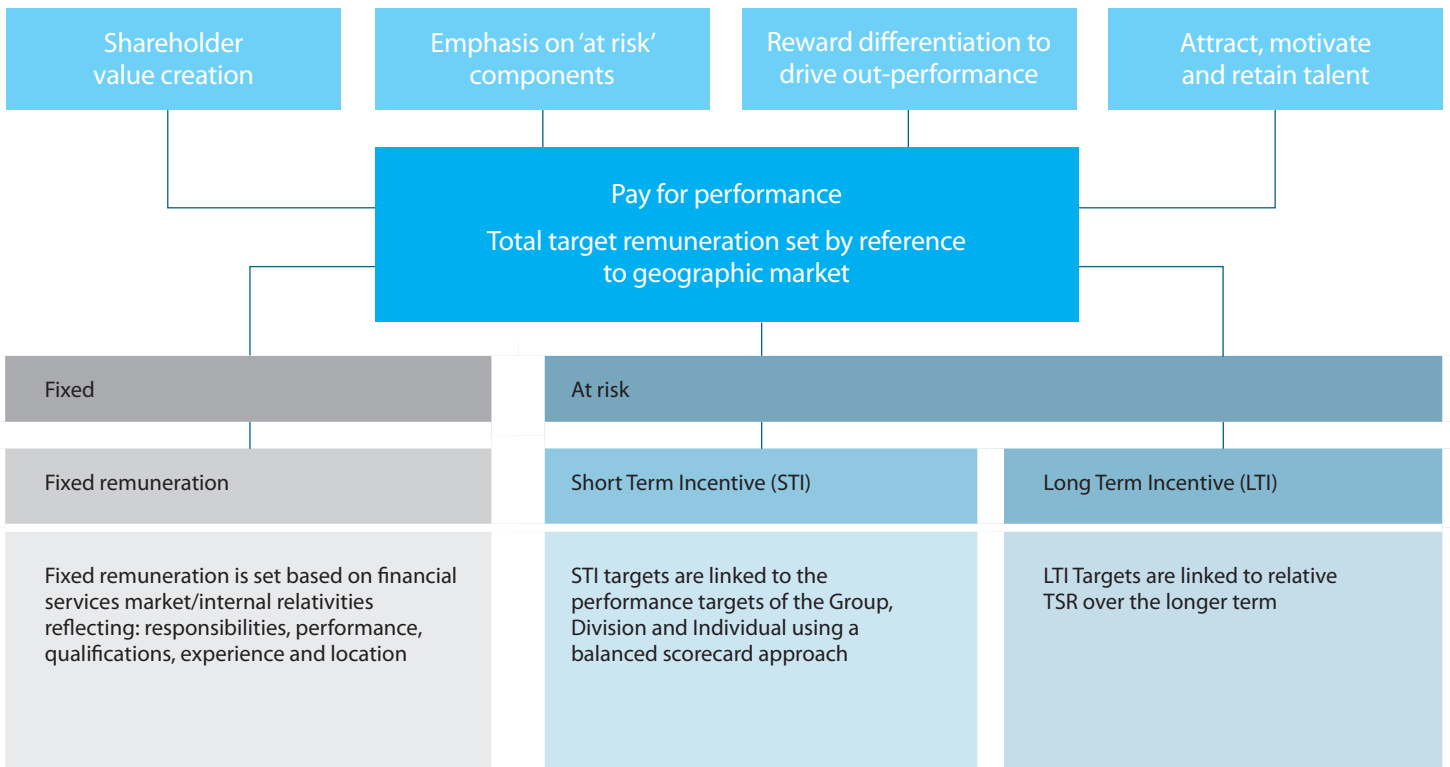 Shareholder
value creation
Emphasis on ‘at risk’
components
Reward differentiation to
drive out-performance
Attract, motivate
and retain talent
Pay for performance
Total target remuneration set by reference
to geographic market
Fixed
At risk
Fixed remuneration
Short Term Incentive (STI)
Long Term Incentive (LTI)
Fixed remuneration is set based on financial
services market/internal relativities
reflecting: responsibilities, performance,
qualifications, experience and location
STI targets are linked to the
performance targets of the Group,
Division and Individual using a
balanced scorecard approach
LTI Targets are linked to relative
TSR over the longer term